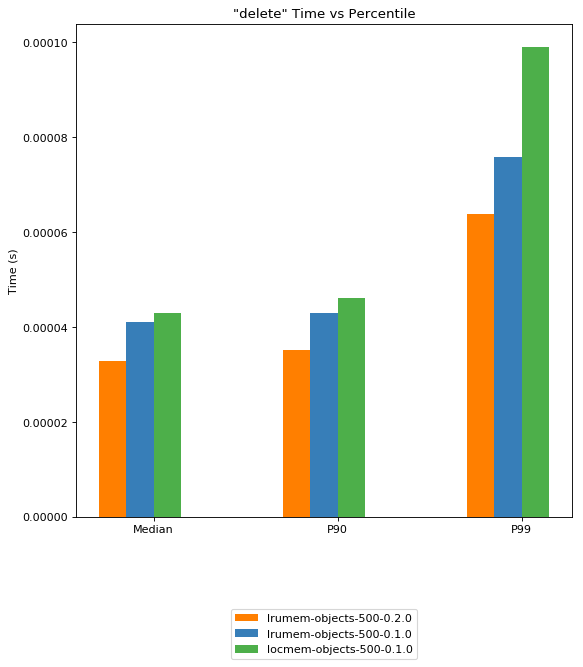 "delete" Time vs Percentile
0.00010
0.00008
0.00006
0.00004
0.00002
0.00000
Time (s)
Median P90 P99
lrumem-objects-500-0.2.0
lrumem-objects-500-0.1.0
locmem-objects-500-0.1.0